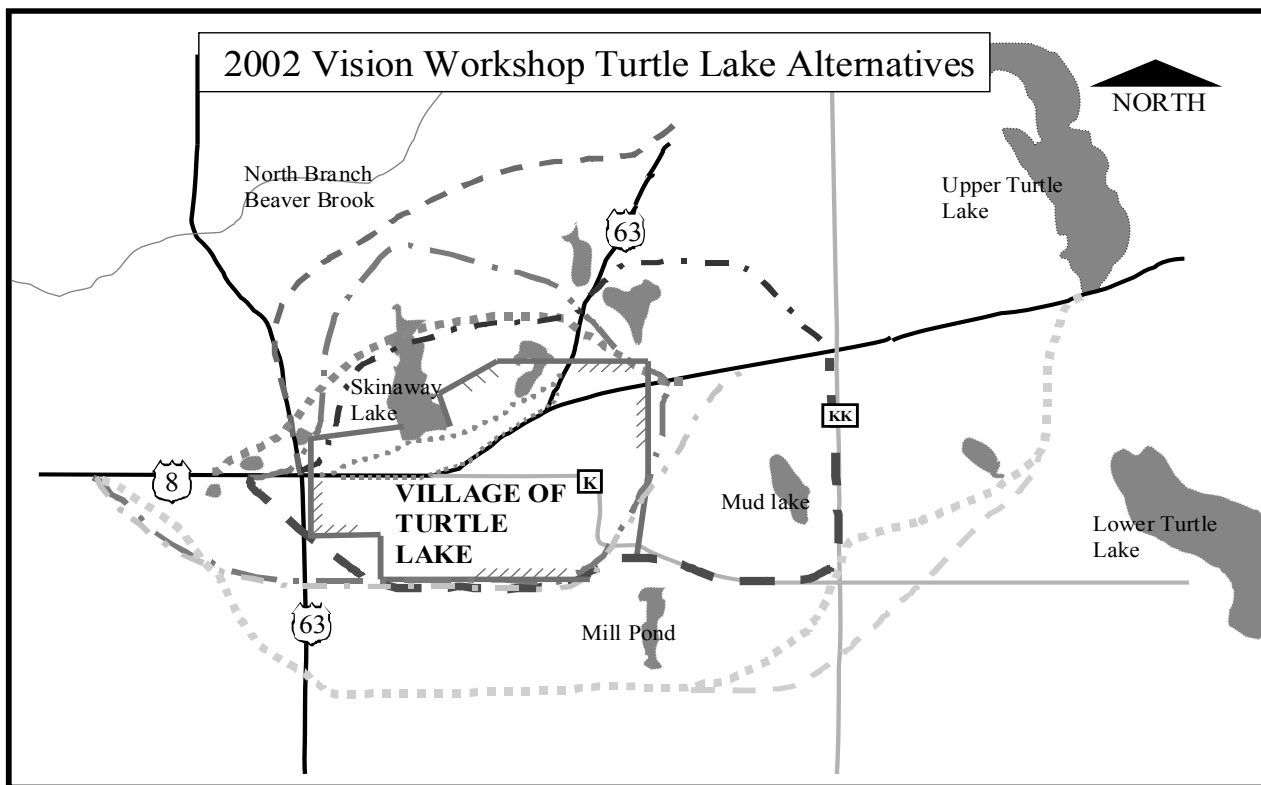 2002 Vision Workshop Turtle Lake Alternatives
NORTH
North Branch
Beaver Brook
Upper Turtle
Lake
63
Skinaway
Lake
KK
8
K
VILLAGE OF
TURTLE
LAKE
Mud lake
Lower Turtle
Lake
63
Mill Pond